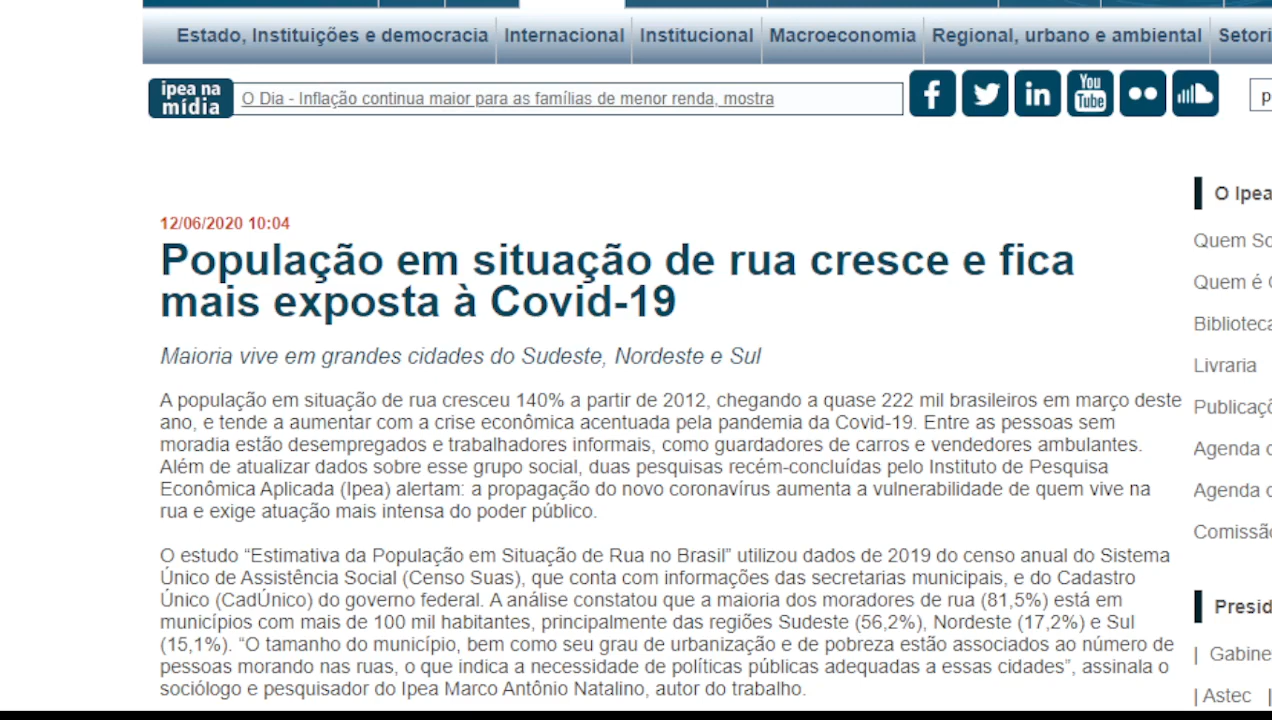 Estado, Instituições e democracia Internacional Institucional Macroeconomia Regional, urbano e ambiental
ipea na
mídia
O Dia - Inflação continua maior para as famílias de menor renda, mostra
You
Tube
12/06/2020 10:04
População em situação de rua cresce e fica
mais exposta à Covid-19
Maioria vive em grandes cidades do Sudeste, Nordeste e Sul
A população em situação de rua cresceu 140% a partir de 2012, chegando a quase 222 mil brasileiros em março deste
ano, e tende a aumentar com a crise econômica acentuada pela pandemia da Covid-19. Entre as pessoas sem
moradia estão desempregados e trabalhadores informais, como guardadores de carros e vendedores ambulantes.
Além de atualizar dados sobre esse grupo social, duas pesquisas recém-concluídas pelo Instituto de Pesquisa
Econômica Aplicada (Ipea) alertam: a propagação do novo coronavírus aumenta a vulnerabilidade de quem vive na
rua e exige atuação mais intensa do poder público.
O estudo “Estimativa da População em Situação de Rua no Brasil” utilizou dados de 2019 do censo anual do Sistema
Único de Assistência Social (Censo Suas), que conta com informações das secretarias municipais, e do Cadastro
Único (CadÚnico) do governo federal. A análise constatou que a maioria dos moradores de rua (81,5%) está em
municípios com mais de 100 mil habitantes, principalmente das regiões Sudeste (56,2%), Nordeste (17,2%) e Sul
(15,1%). “O tamanho do município, bem como seu grau de urbanização e de pobreza estão associados ao número de
pessoas morando nas ruas, o que indica a necessidade de políticas públicas adequadas a essas cidades”, assinala o
sociólogo e pesquisador do Ipea Marco Antônio Natalino, autor do trabalho.
O Ipea
Quem
Quem é
Livraria
Agenda
Agenda
| Astec |